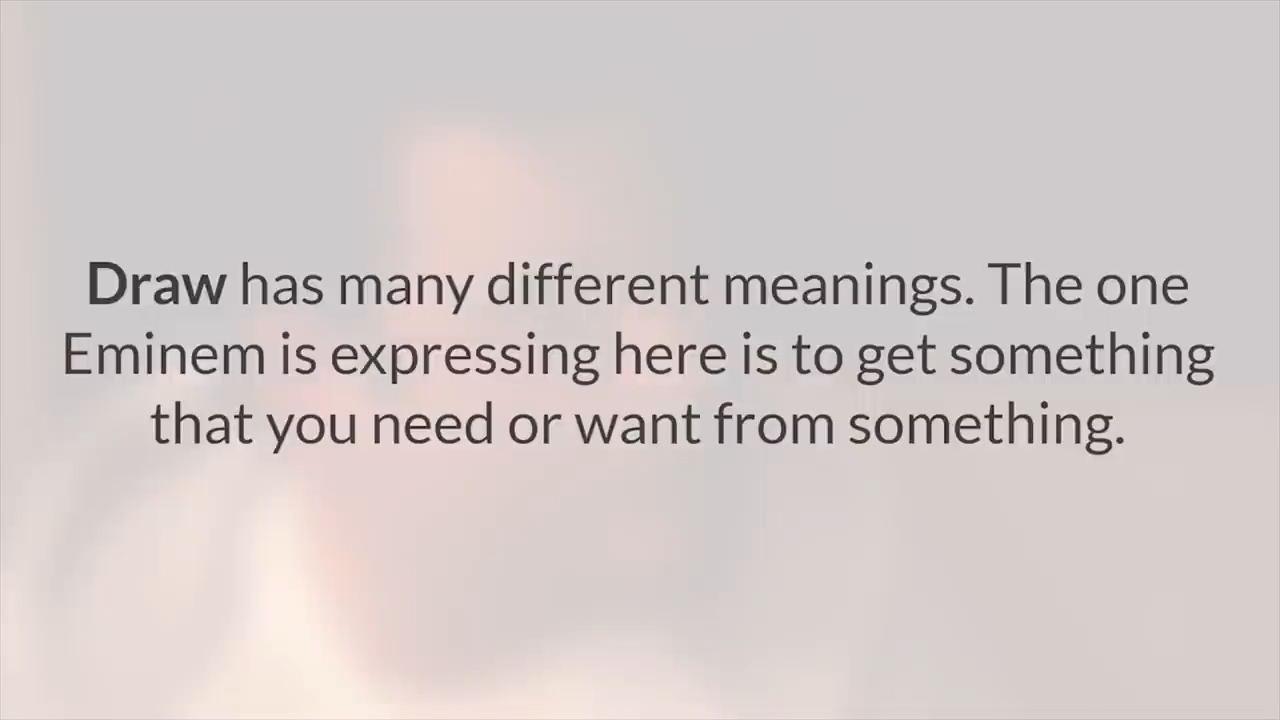 Draw has many different meanings. The one
Eminem is expressing here is to get something
that you need or want from something.